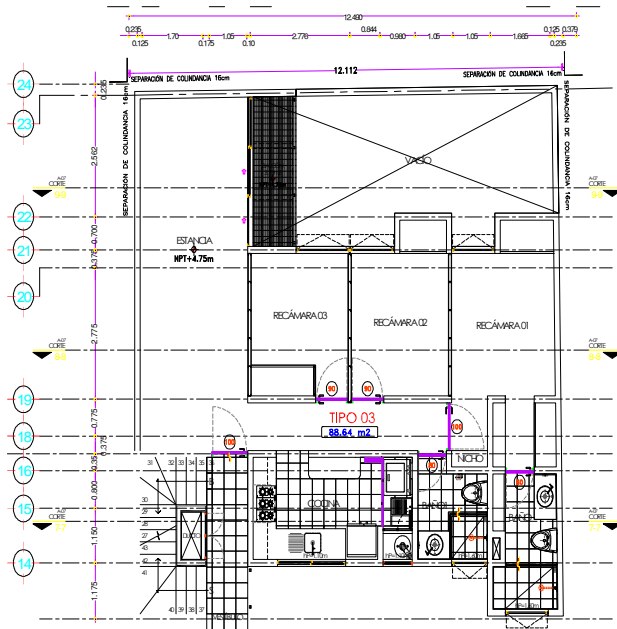 12.490
0.235 0.844 0.125 0.379
0.125 1.70 0.175 1.05 0.10 2.778 0.980 1.05 1.05 1.665 0.235
12.112
SEPARACIÓN DE COLINDANCIA 16cm
SEPARACIÓN DE COLINDANCIA 16cm
SEPARACIÓN DE COLINDANCIA 16cm
SEPARACIÓN DE COLINDANCIA 16cm
24
23
22
21
20
19
18
16
15
14
0.235
2.562
0.700
0.375
2.775
0.775
0.375
0.35
0.800
1.150
1.175
CORTE
CORTE
CORTE
CORTE
CORTE
CORTE
VACÍO
ESTANCIA
NPT+4.75m
RECÁMARA 03
RECÁMARA 02
RECÁMARA 01
90
90
100
100
TIPO 03
88.64 m2
NICHO
COCINA
BAÑO
DUCTO
VESTÍBULO
31 32 33 34 35
30
29
28
27
43
42
41
40 39 38 37
S